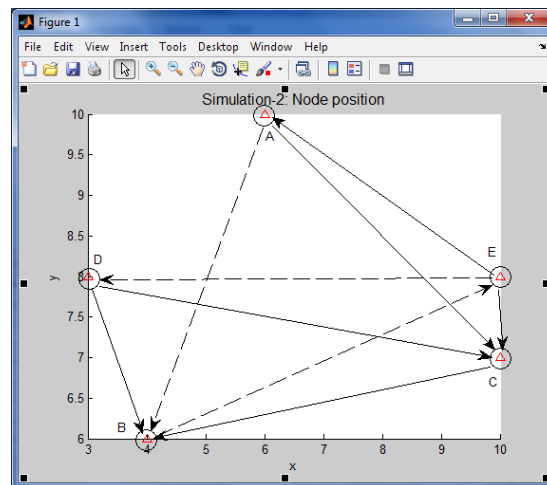 Figure 1
File Edit View Insert Tools Desktop Window Help
Simulation-2: Node position
10
9.5
9
8.5
8
7.5
7
6.5
6
y
3
4
5
6
7
8
9
10
x
A
D
E
C
B